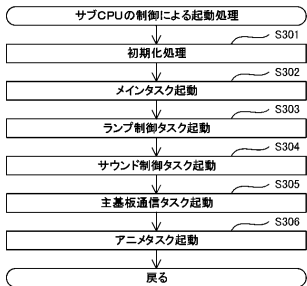 サブCPUの制御による起動処理
S301
初期化処理
S302
メインタスク起動
S303
ランプ制御タスク起動
S304
サウンド制御タスク起動
S305
主基板通信タスク起動
S306
アニメタスク起動
戻る